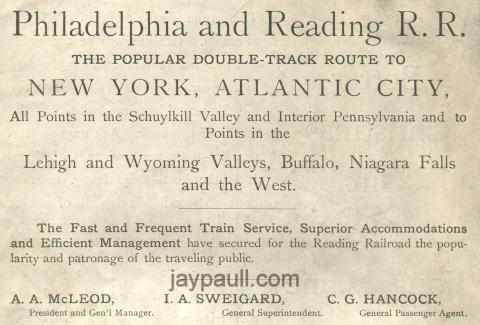 Philadelphia and Reading R. R.
THE POPULAR DOUBLE-TRACK ROUTE TO
NEW YORK, ATLANTIC CITY,
All Points in the Schuylkill Valley and Interior Pennsylvania and to
Points in the
Lehigh and Wyoming Valleys, Buffalo, Niagara Falls
and the West.
The Fast and Frequent Train Service, Superior Accommodations
and Efficient Management have secured for the Reading Railroad the popu-
larity and patronage of the traveling public.
jaypaull.com
A. A. McLEOD, I. A. SWEIGARD, C. G. HANCOCK,
President and Gen'l Manager. General Superintendent. General Passenger Agent.